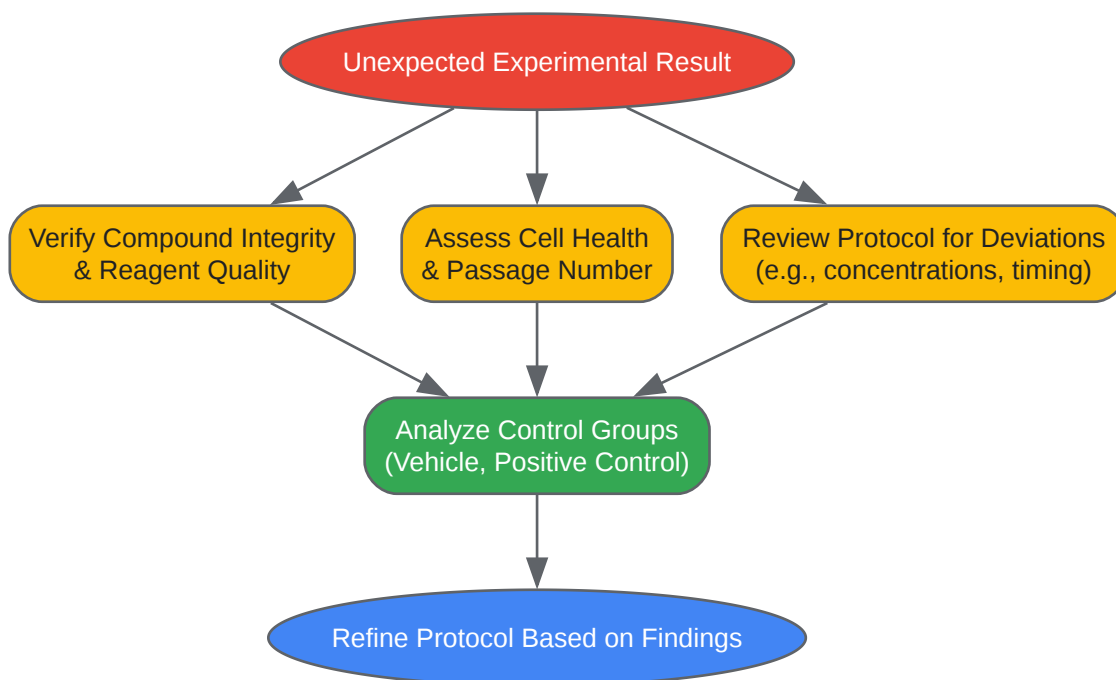 Unexpected Experimental Result
Verify Compound Integrity
& Reagent Quality
Assess Cell Health
& Passage Number
Review Protocol for Deviations
(e.g., concentrations, timing)
Analyze Control Groups
(Vehicle, Positive Control)
Refine Protocol Based on Findings